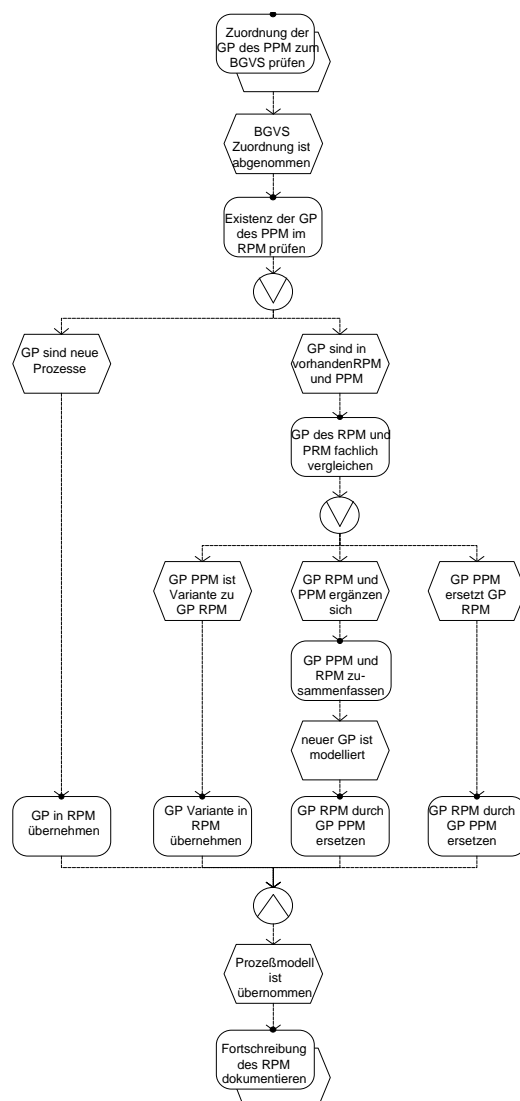 Zuordnung der
GP des PPM zum
BGVS prüfen
BGVS
Zuordnung ist
abgenommen
Existenz der GP
des PPM im
RPM prüfen
GP sind neue
Prozesse
GP sind in
vorhandenRPM
und PPM
GP des RPM und
PRM fachlich
vergleichen
GP PPM ist
Variante zu
GP RPM
GP RPM und
PPM ergänzen
sich
GP PPM
ersetzt GP
RPM
GP PPM und
RPM zu-
sammenfassen
neuer GP ist
modelliert
GP in RPM
übernehmen
GP Variante in
RPM
übernehmen
GP RPM durch
GP PPM
ersetzen
GP RPM durch
GP PPM
ersetzen
Prozeßmodell
ist
übernommen
Fortschreibung
des RPM
dokumentieren